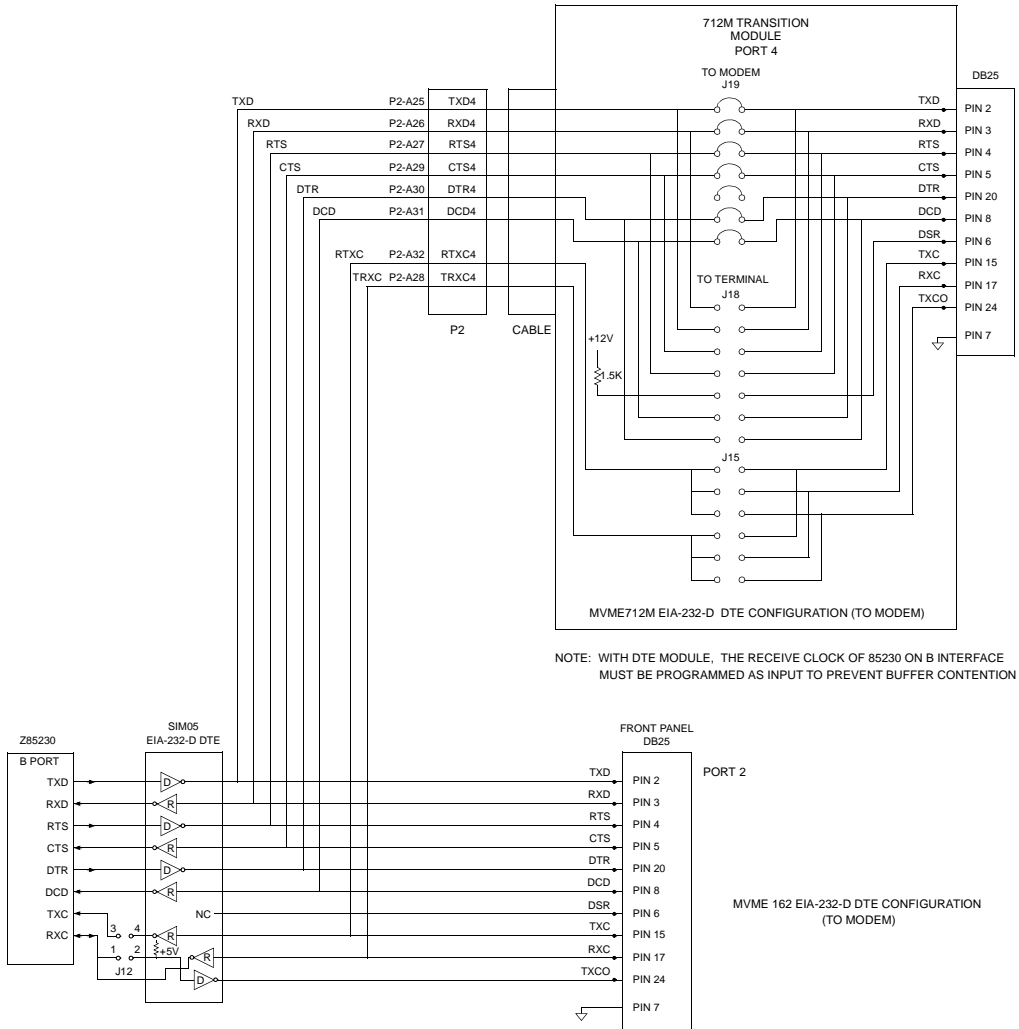 712M TRANSITION
MODULE
PORT 4
TO MODEM
J19
DB25
TXD P2-A25 TXD4 TXD PIN 2
RXD P2-A26 RXD4 RXD PIN 3
RTS P2-A27 RTS4 RTS PIN 4
CTS P2-A29 CTS4 CTS PIN 5
DTR P2-A30 DTR4 DTR PIN 20
DCD P2-A31 DCD4 DCD PIN 8
DSR PIN 6
RTXC P2-A32 RTXC4 TXC PIN 15
TRXC P2-A28 TRXC4 RXC PIN 17
TXCO PIN 24
PIN 7
TO TERMINAL
J18
P2 CABLE
+12V
1.5K
J15
MVME712M EIA-232-D DTE CONFIGURATION (TO MODEM)
NOTE: WITH DTE MODULE, THE RECEIVE CLOCK OF 85230 ON B INTERFACE
MUST BE PROGRAMMED AS INPUT TO PREVENT BUFFER CONTENTION
Z85230
B PORT
SIM05
EIA-232-D DTE
FRONT PANEL
DB25
PORT 2
TXD D TXD PIN 2
RXD R RXD PIN 3
RTS D RTS PIN 4
CTS R CTS PIN 5
DTR D DTR PIN 20
DCD R DCD PIN 8
NC DSR PIN 6
TXC 3 4 R TXC PIN 15
RXC 1 2 +5V R RXC PIN 17
J12 D TXCO PIN 24
PIN 7
MVME 162 EIA-232-D DTE CONFIGURATION
(TO MODEM)